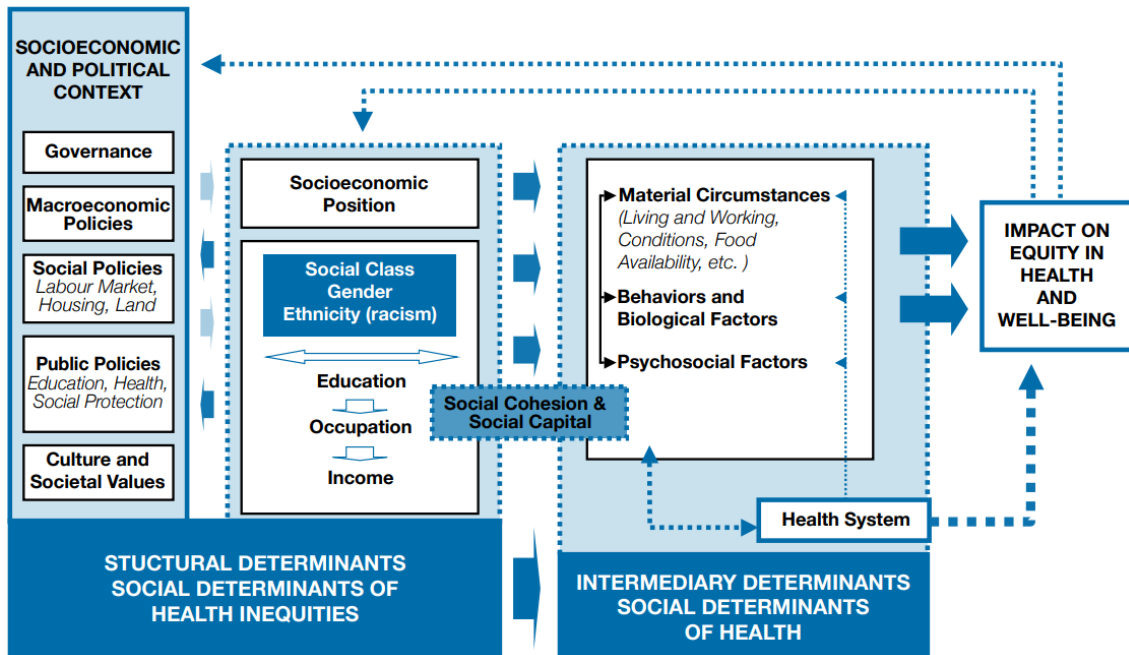 SOCIOECONOMIC
AND POLITICAL
CONTEXT
Governance
Macroeconomic
Policies
Social Policies
Labour Market,
Housing, Land
Public Policies
Education, Health,
Social Protection
Culture and
Societal Values
Socioeconomic
Position
Social Class
Gender
Ethnicity (racism)
Education
Occupation
Income
Social Cohesion &
Social Capital
Material Circumstances
(Living and Working,
Conditions, Food
Availability, etc. )
Behaviors and
Biological Factors
Psychosocial Factors
Health System
IMPACT ON
EQUITY IN
HEALTH
AND
WELL-BEING
STUCTURAL DETERMINANTS
SOCIAL DETERMINANTS OF
HEALTH INEQUITIES
INTERMEDIARY DETERMINANTS
SOCIAL DETERMINANTS
OF HEALTH